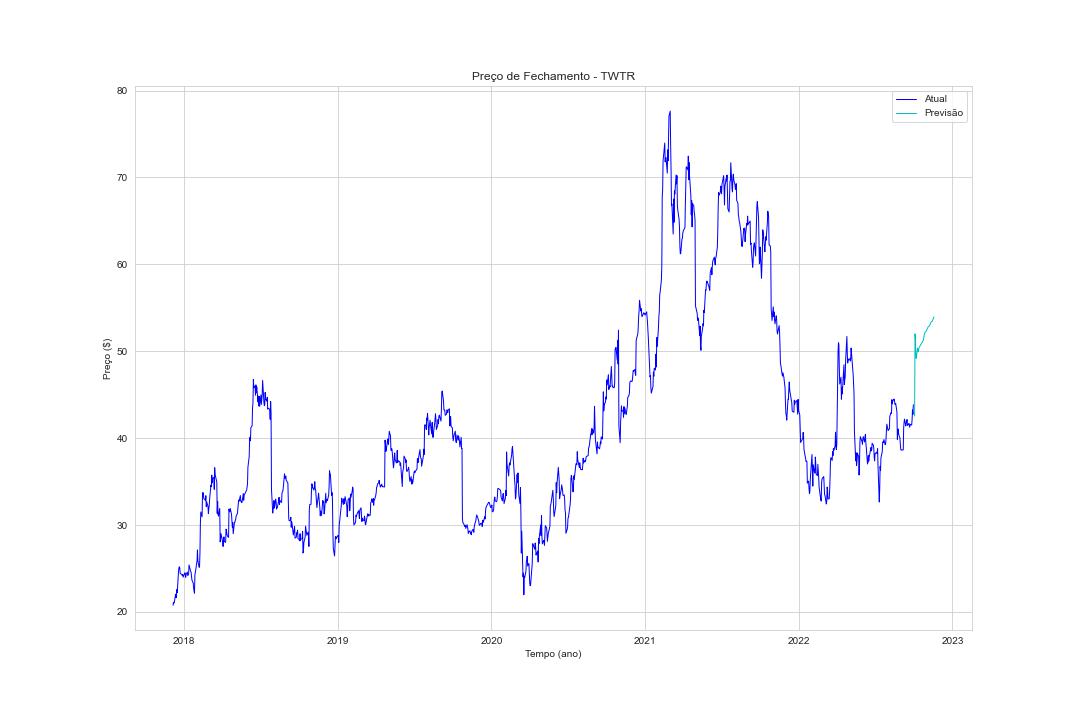 Preço de Fechamento - TWTR
Atual
Previsão
Preço ($)
80
70
60
50
40
30
20
2018
2019
2020
2021
2022
2023
Tempo (ano)